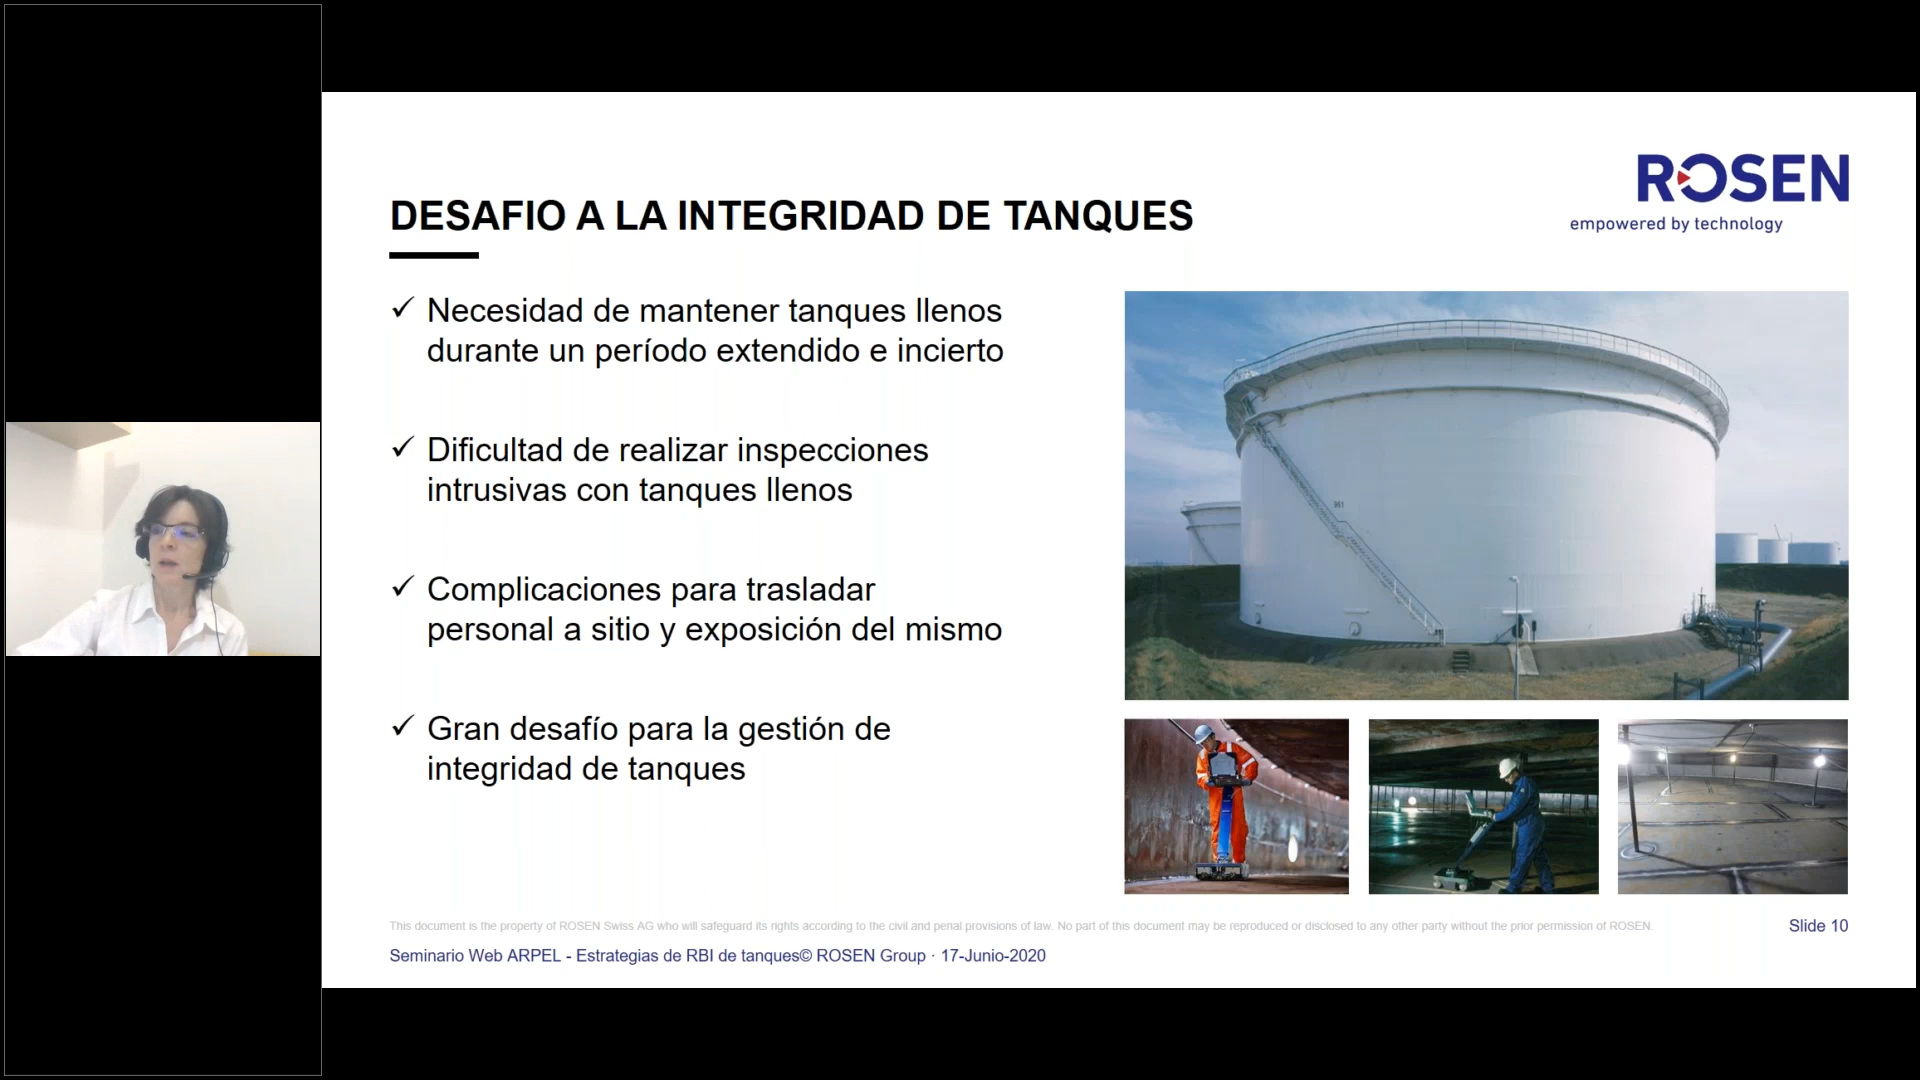 ROSEN
empowered by technology
DESAFIO A LA INTEGRIDAD DE TANQUES
✓ Necesidad de mantener tanques llenos
durante un período extendido e incierto
✓ Dificultad de realizar inspecciones
intrusivas con tanques llenos
✓ Complicaciones para trasladar
personal a sitio y exposición del mismo
✓ Gran desafío para la gestión de
integridad de tanques
This document is the property of ROSEN Swiss AG who will safeguard its rights according to the civil and penal provisions of law. No part of this document may be reproduced or disclosed to any other party without the prior permission of ROSEN.
Slide 10
Seminario Web ARPEL - Estrategias de RBI de tanques© ROSEN Group · 17-Junio-2020